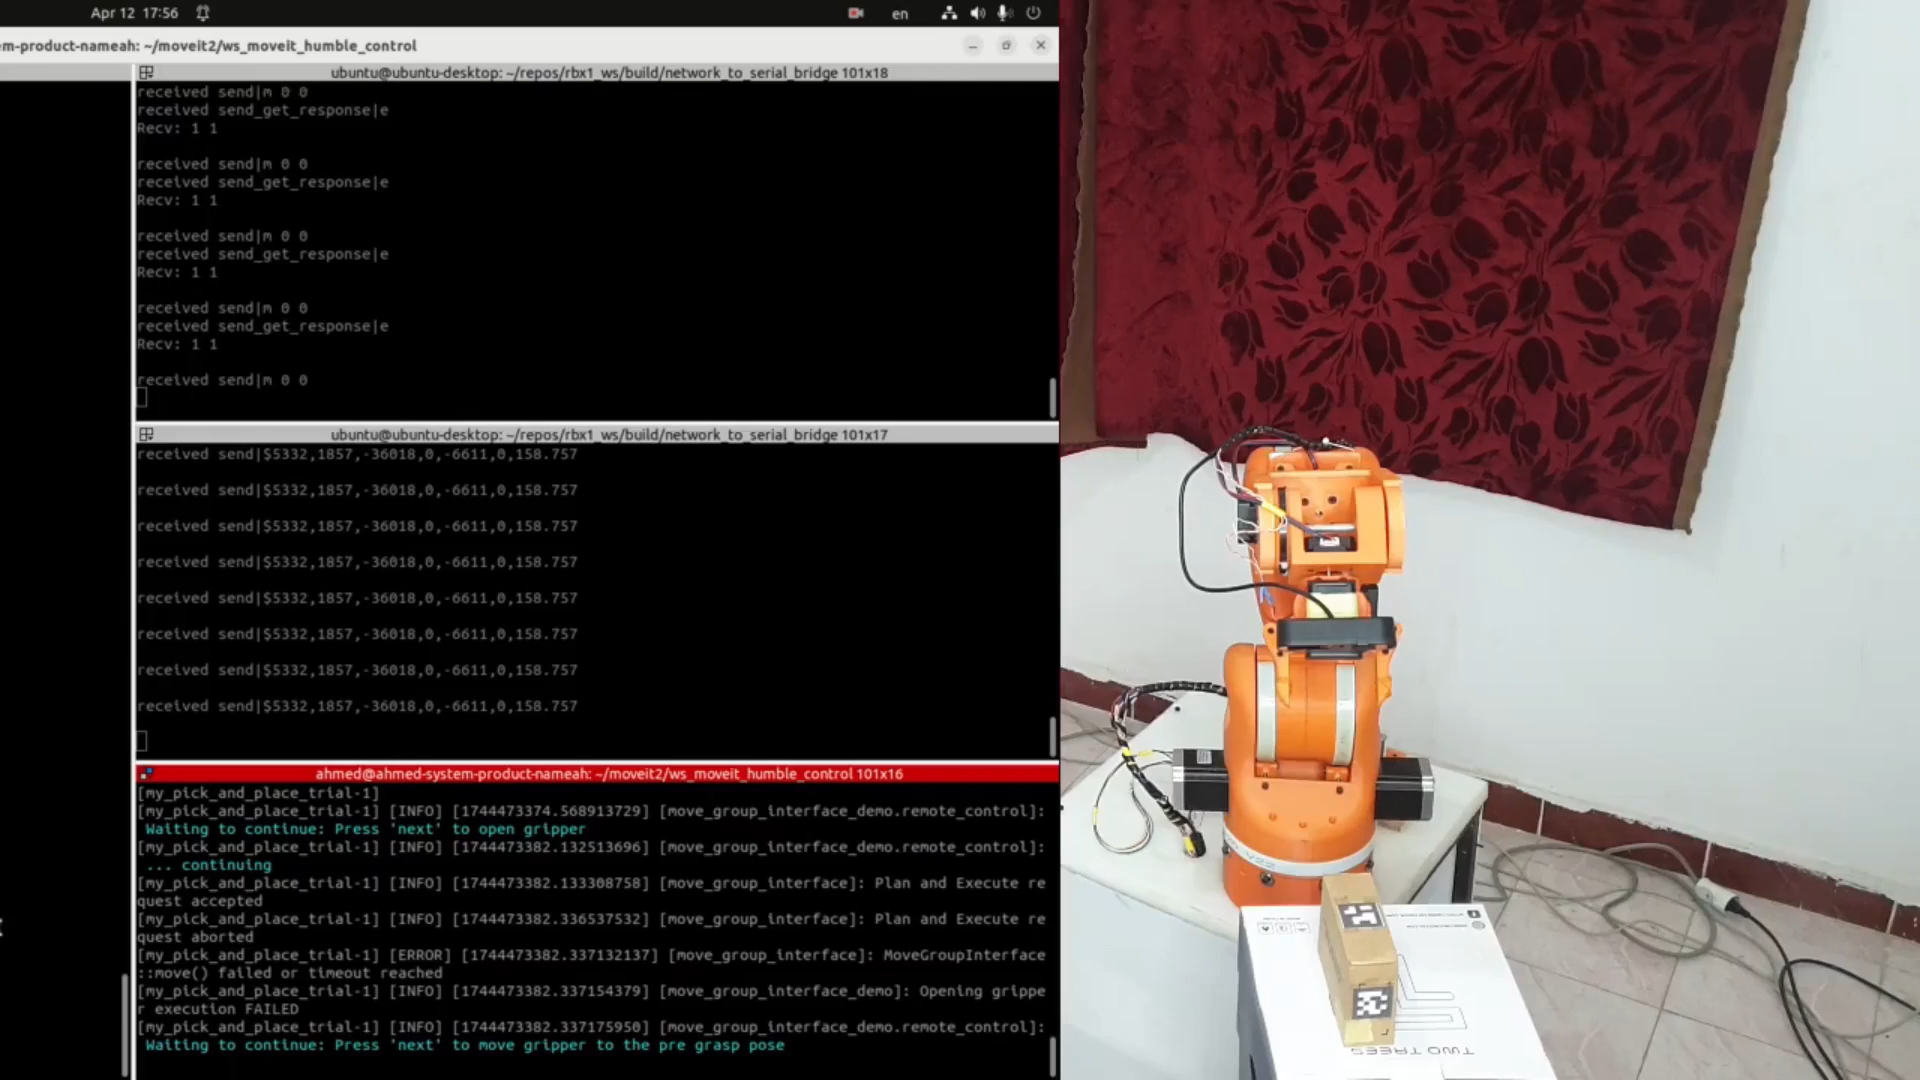 Apr 12 17:56
en
em-product-nameah: ~/moveit2/ws_moveit_humble_control
ubuntu@ubuntu-desktop: ~/repos/rbx1_ws/build/network_to_serial_bridge 101x18
received send|m 0 0
received send_get_response|e
Recv: 1 1
received send|m 0 0
received send_get_response|e
Recv: 1 1
received send|m 0 0
received send_get_response|e
Recv: 1 1
received send|m 0 0
received send_get_response|e
Recv: 1 1
received send|m 0 0
ubuntu@ubuntu-desktop: ~/repos/rbx1_ws/build/network_to_serial_bridge 101x17
received send|$5332,1857,-36018,0,-6611,0,158.757
received send|$5332,1857,-36018,0,-6611,0,158.757
received send|$5332,1857,-36018,0,-6611,0,158.757
received send|$5332,1857,-36018,0,-6611,0,158.757
received send|$5332,1857,-36018,0,-6611,0,158.757
received send|$5332,1857,-36018,0,-6611,0,158.757
received send|$5332,1857,-36018,0,-6611,0,158.757
received send|$5332,1857,-36018,0,-6611,0,158.757
ahmed@ahmed-system-product-nameah: ~/moveit2/ws_moveit_humble_control 101x16
[my_pick_and_place_trial-1]
[my_pick_and_place_trial-1] [INFO] [1744473374.568913729] [move_group_interface_demo.remote_control]:
Waiting to continue: Press 'next' to open gripper
[my_pick_and_place_trial-1] [INFO] [1744473382.132513696] [move_group_interface_demo.remote_control]:
... continuing
[my_pick_and_place_trial-1] [INFO] [1744473382.133308758] [move_group_interface]: Plan and Execute re
quest accepted
[my_pick_and_place_trial-1] [INFO] [1744473382.336537532] [move_group_interface]: Plan and Execute re
quest aborted
[my_pick_and_place_trial-1] [ERROR] [1744473382.337132137] [move_group_interface]: MoveGroupInterface
::move() failed or timeout reached
[my_pick_and_place_trial-1] [INFO] [1744473382.337154379] [move_group_interface_demo]: Opening grippe
r execution FAILED
[my_pick_and_place_trial-1] [INFO] [1744473382.337175950] [move_group_interface_demo.remote_control]:
Waiting to continue: Press 'next' to move gripper to the pre grasp pose
TWO TREES